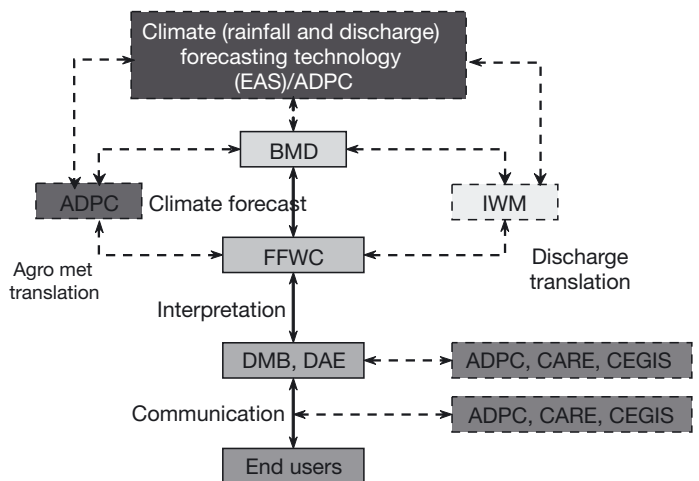 Climate (rainfall and discharge)
forecasting technology
(EAS)/ADPC
BMD
ADPC
Climate forecast
IWM
FFWC
Agro met
translation
Discharge
translation
Interpretation
DMB, DAE
ADPC, CARE, CEGIS
Communication
ADPC, CARE, CEGIS
End users